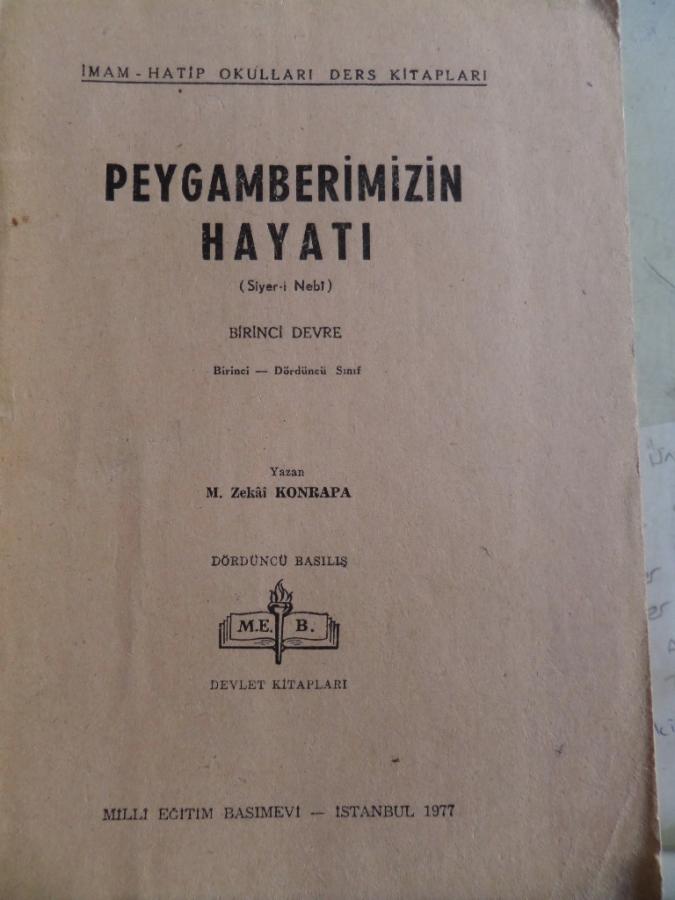 İMAM - HATİP OKULLARI DERS KİTAPLARI
PEYGAMBERİMİZİN
HAYATI
(Siyer-i Nebî)
BİRİNCİ DEVRE
Birinci — Dördüncü Sınıf
Yazan
M. Zekâi KONRAPA
DÖRDÜNCÜ BASILIŞ
M.E. B.
DEVLET KİTAPLARI
MİLLÎ EĞİTİM BASIMEVİ — İSTANBUL 1977